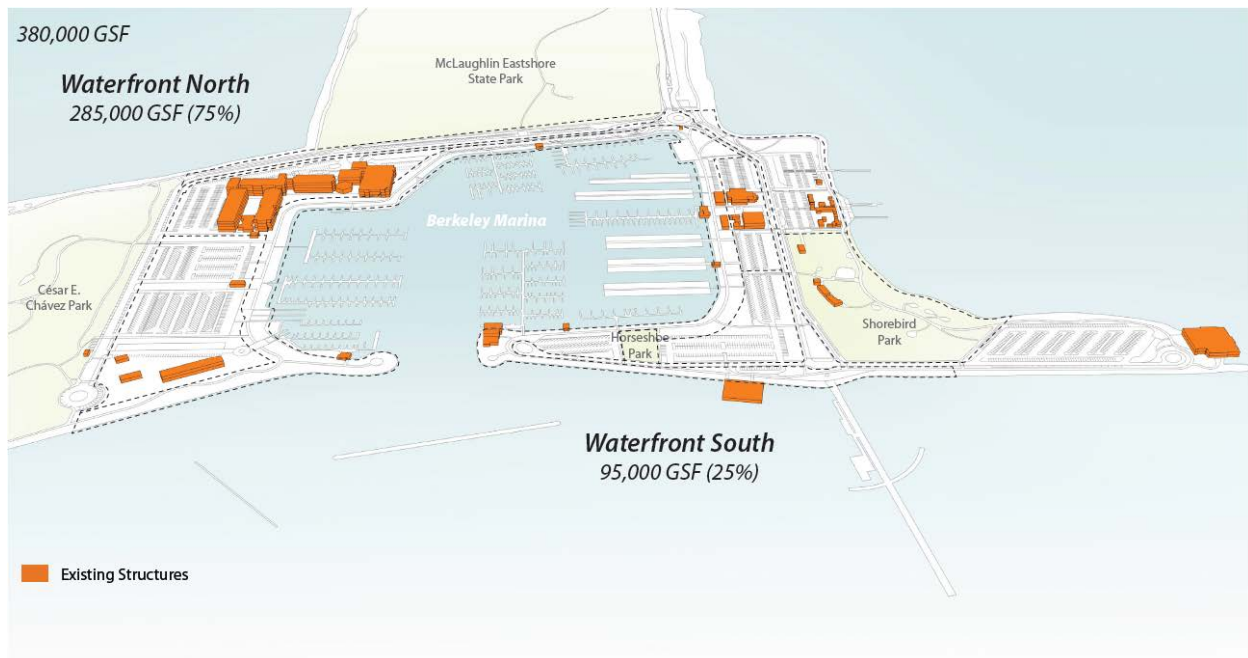 380,000 GSF
Waterfront North
285,000 GSF (75%)
McLaughlin Eastshore
State Park
Berkeley Marina
César E.
Chávez Park
Horseshoe
Park
Shorebird
Park
Waterfront South
95,000 GSF (25%)
Existing Structures